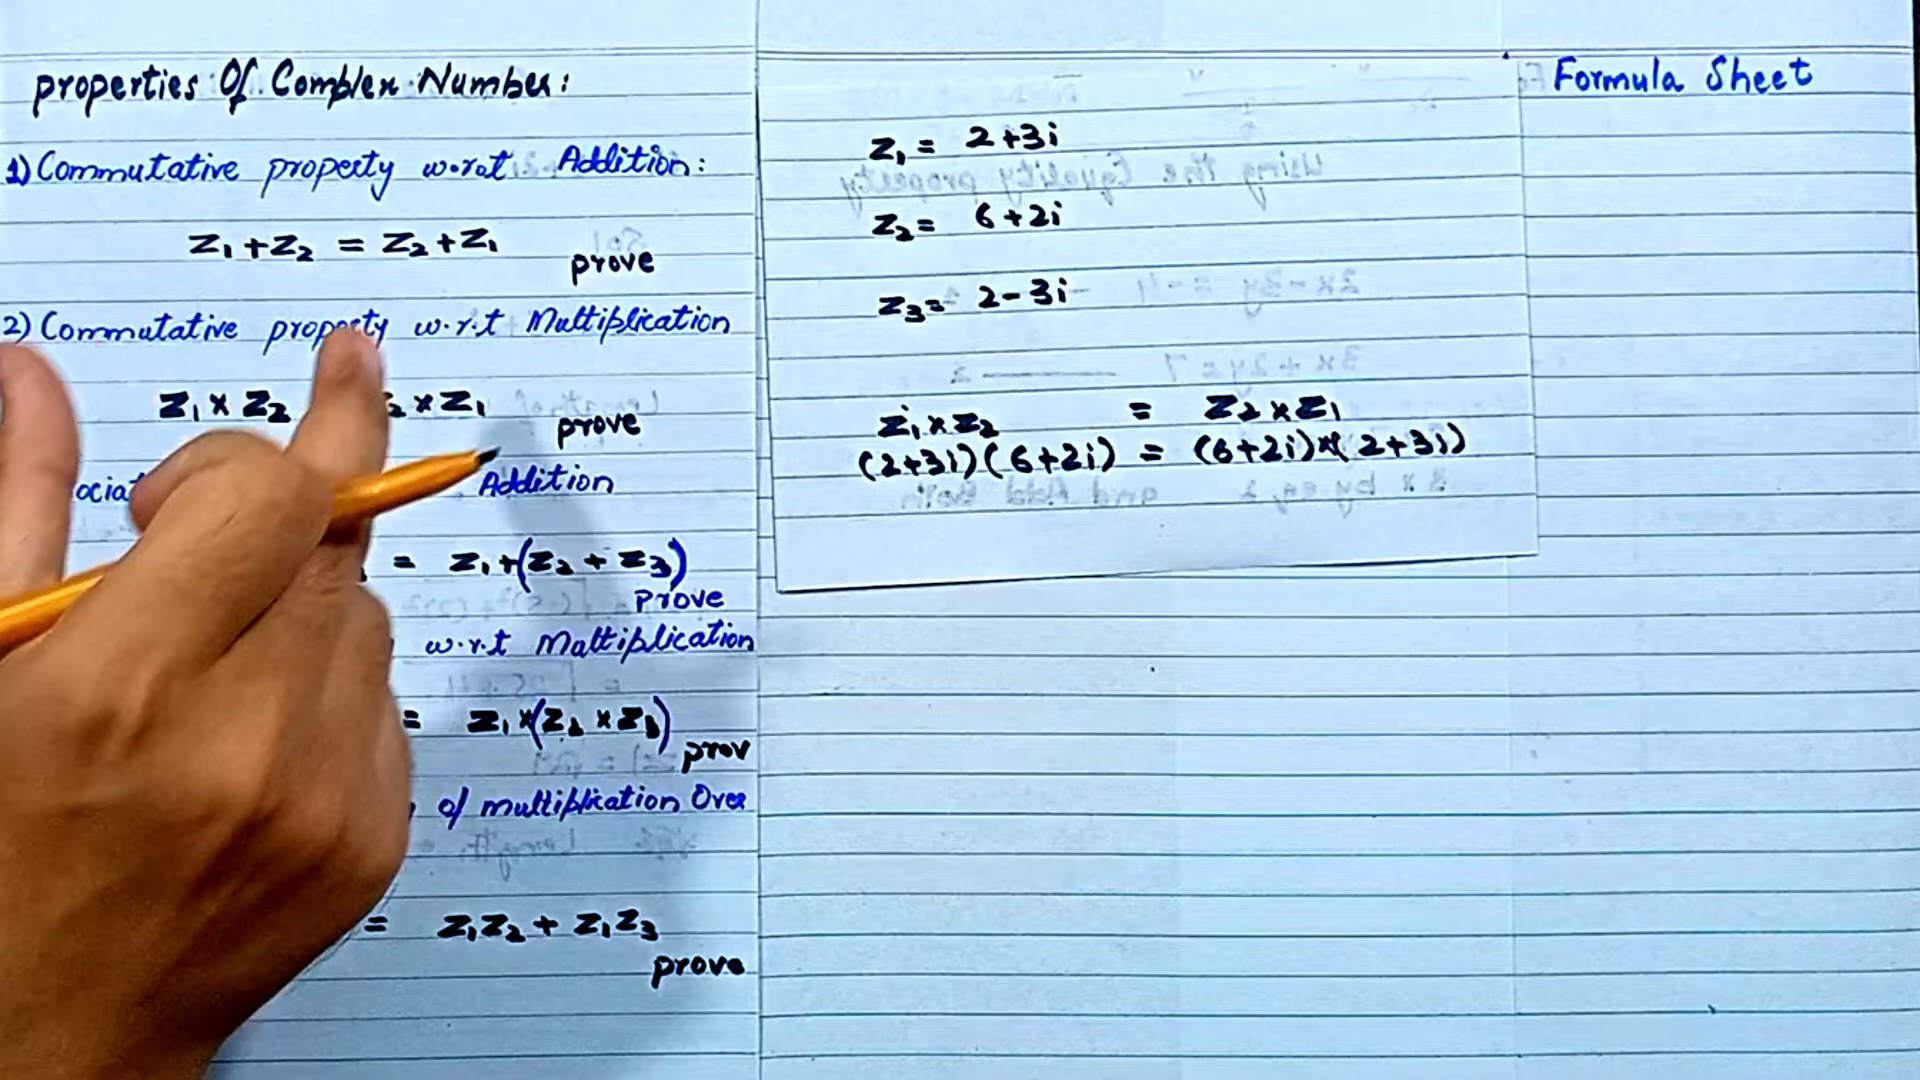 properties Of Complex Number:
1) Commutative property w.r.t Addition:
Z₁ + Z₂ = Z₂ + Z₁
prove
2) Commutative property w.r.t Multiplication
Z₁ × Z₂ ₂ × Z₁
prove
Addition
= Z₁ + (Z₂ + Z₃)
Prove
w.r.t Multiplication
= Z₁ × (Z₂ × Z₃)
prov
of multiplication Over
= Z₁Z₂ + Z₁Z₃
prove
Z₁ = 2 + 3i
Z₂ = 6 + 2i
Z₃ = 2 - 3i
Z₁ × Z₂ = Z₂ × Z₁
(2+3i)(6+2i) = (6+2i)×(2+3i)
Formula Sheet